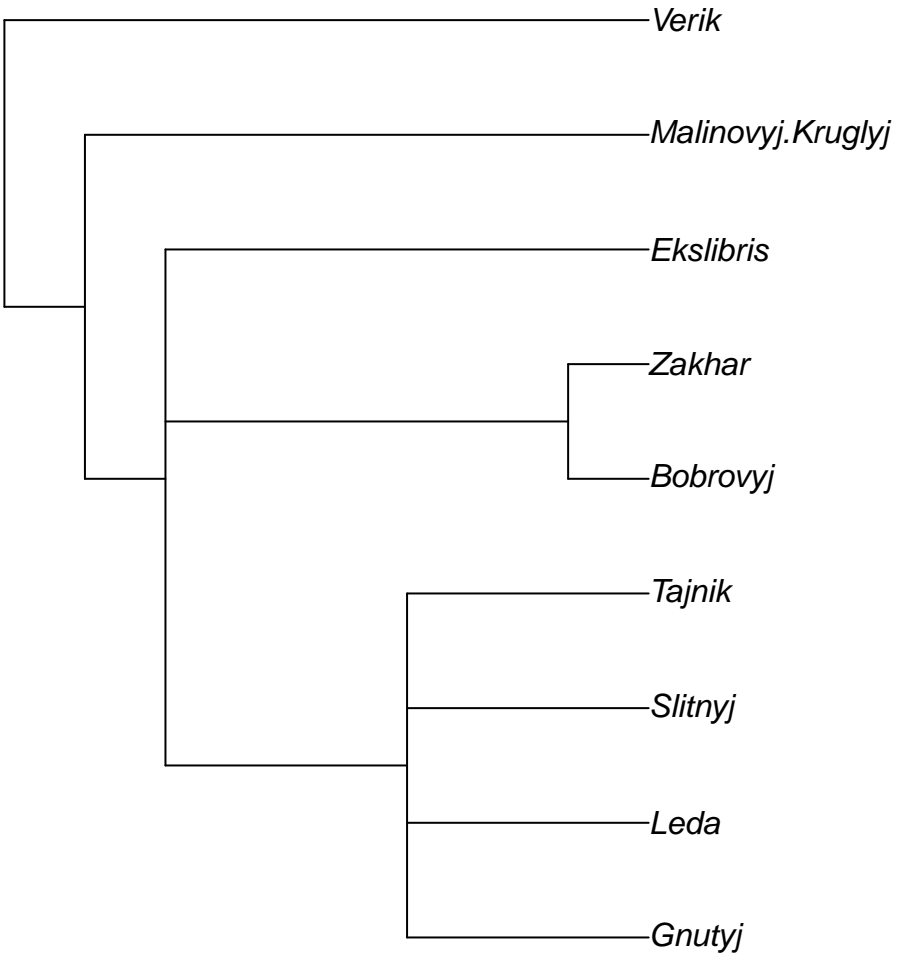 Verik
Malinovyj.Kruglyj
Ekslibris
Zakhar
Bobrovyj
Tajnik
Slitnyj
Leda
Gnutyj